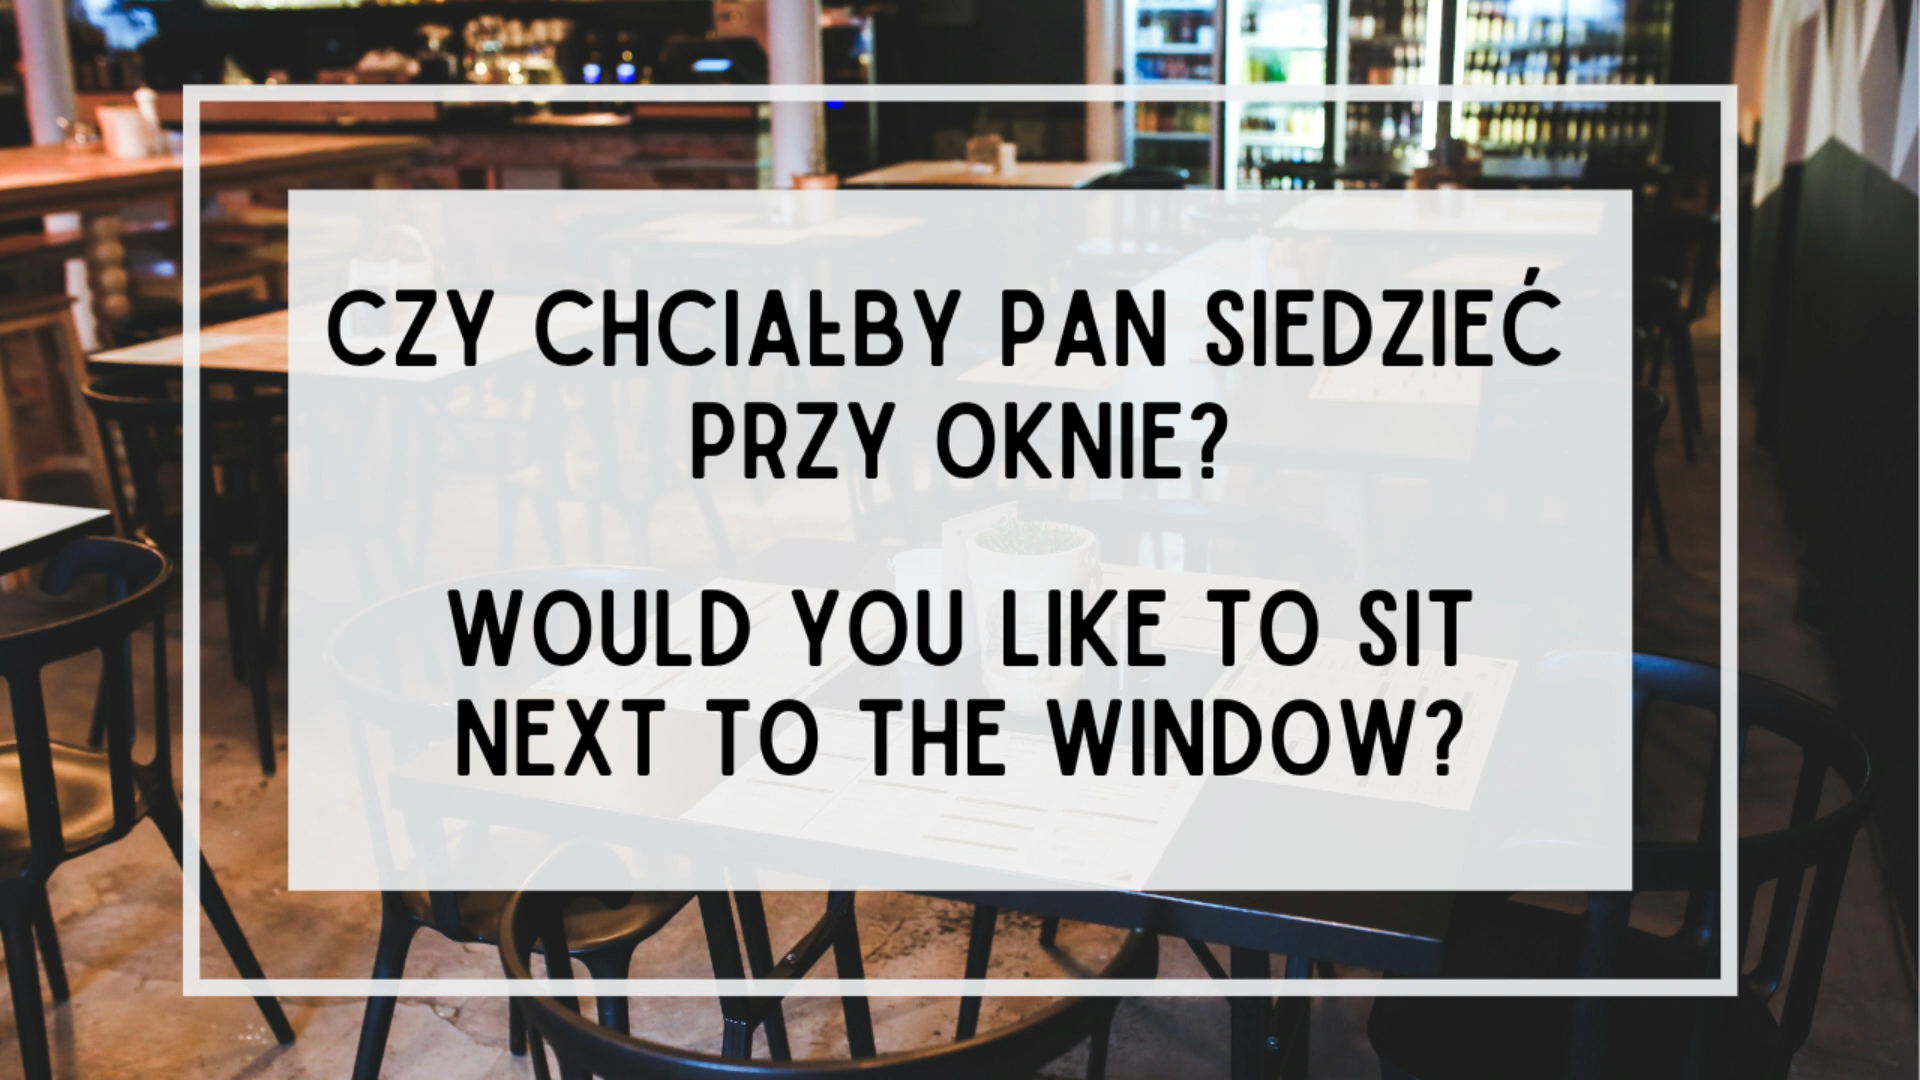 CZY CHCIAŁBY PAN SIEDZIEĆ
PRZY OKNIE?
WOULD YOU LIKE TO SIT
NEXT TO THE WINDOW?